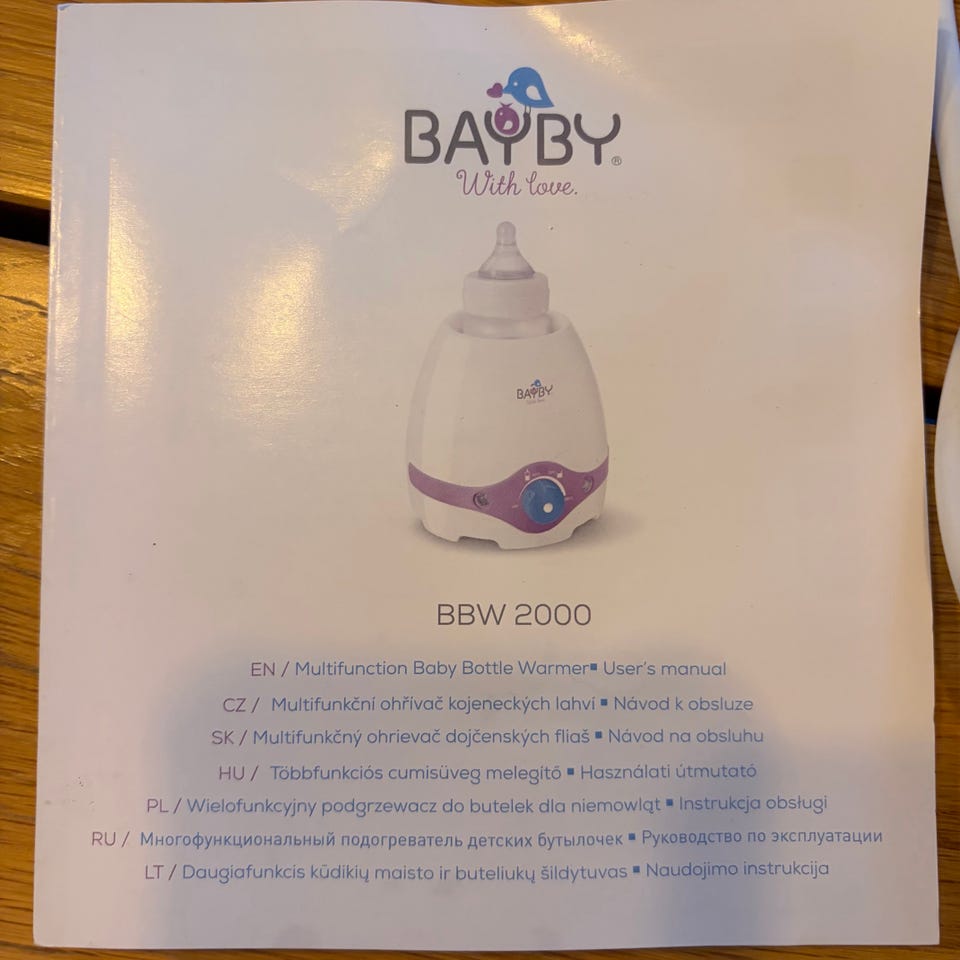 BAYBY®
With love.
BAYBY
BBW 2000
EN / Multifunction Baby Bottle Warmer▪ User's manual
CZ / Multifunkční ohřívač kojeneckých lahví ▪ Návod k obsluze
SK / Multifunkčný ohrievač dojčenských fliaš ▪ Návod na obsluhu
HU / Többfunkciós cumisüveg melegítő ▪ Használati útmutató
PL / Wielofunkcyjny podgrzewacz do butelek dla niemowląt ▪ Instrukcja obsługi
RU / Многофункциональный подогреватель детских бутылочек ▪ Руководство по эксплуатации
LT / Daugiafunkcis kūdikių maisto ir buteliukų šildytuvas ▪ Naudojimo instrukcija